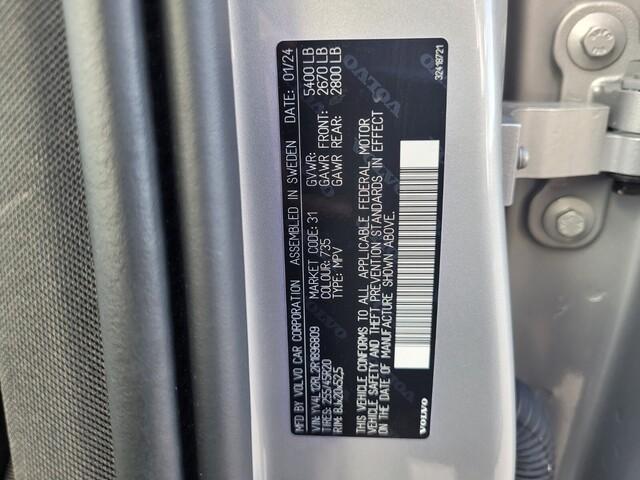 MFD BY VOLVO CAR CORPORATION ASSEMBLED IN SWEDEN DATE: 01/24
VIN: YV4L12RL2R1896809 MARKET CODE: 31 GVWR: 5400 LB
TIRES: 255/45R20 COLOUR: 735 GAWR FRONT: 2670 LB
RIM: 8Jx20x52,5 TYPE: MPV GAWR REAR: 2800 LB
THIS VEHICLE CONFORMS TO ALL APPLICABLE FEDERAL MOTOR
VEHICLE SAFETY AND THEFT PREVENTION STANDARDS IN EFFECT
ON THE DATE OF MANUFACTURE SHOWN ABOVE.
VOLVO 32418721